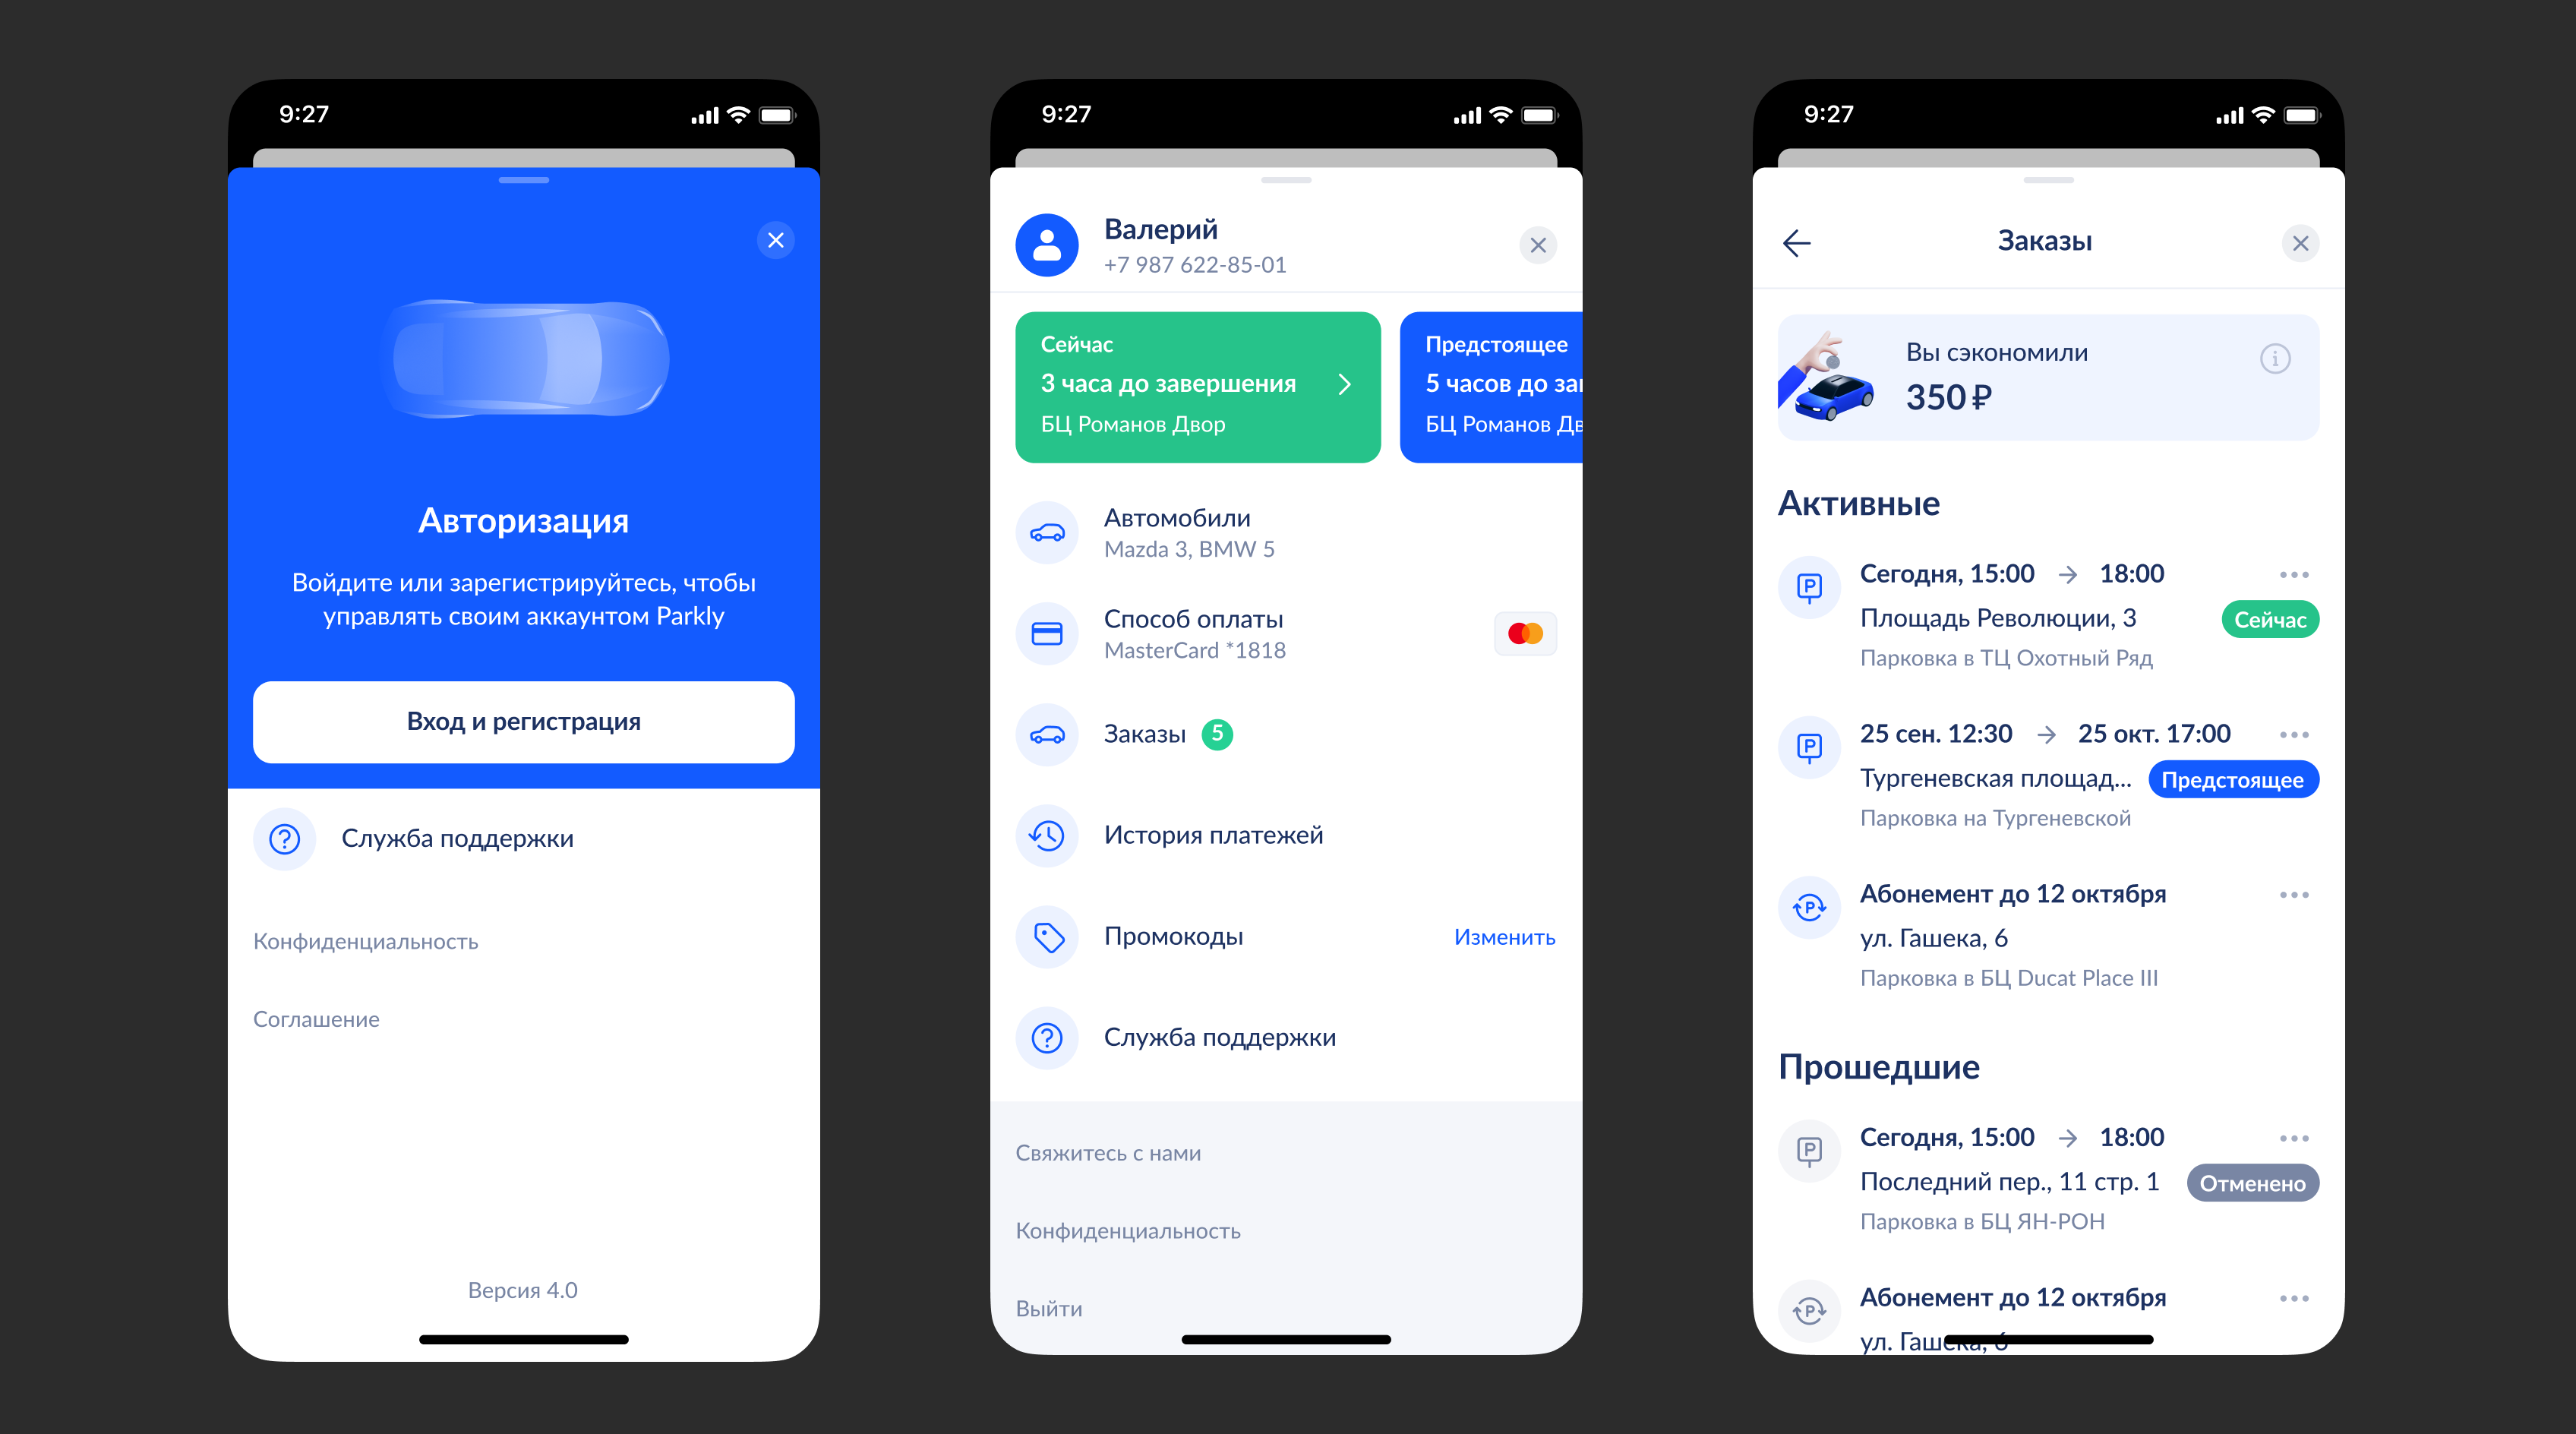 9:27
Авторизация
Войдите или зарегистрируйтесь, чтобы
управлять своим аккаунтом Parkly
Вход и регистрация
Служба поддержки
Конфиденциальность
Соглашение
Версия 4.0
9:27
Валерий
+7 987 622-85-01
Сейчас
3 часа до завершения
БЦ Романов Двор
Предстоящее
5 часов до
БЦ Романов
Автомобили
Mazda 3, BMW 5
Способ оплаты
MasterCard *1818
Заказы 5
История платежей
Промокоды Изменить
Служба поддержки
Свяжитесь с нами
Конфиденциальность
Выйти
9:27
Заказы
Вы сэкономили
350 ₽
Активные
Сегодня, 15:00 → 18:00
Площадь Революции, 3 Сейчас
Парковка в ТЦ Охотный Ряд
25 сен. 12:30 → 25 окт. 17:00
Тургеневская площад... Предстоящее
Парковка на Тургеневской
Абонемент до 12 октября
ул. Гашека, 6
Парковка в БЦ Ducat Place III
Прошедшие
Сегодня, 15:00 → 18:00
Последний пер., 11 стр. 1 Отменено
Парковка в БЦ ЯН-РОН
Абонемент до 12 октября
ул. Гашека, 6